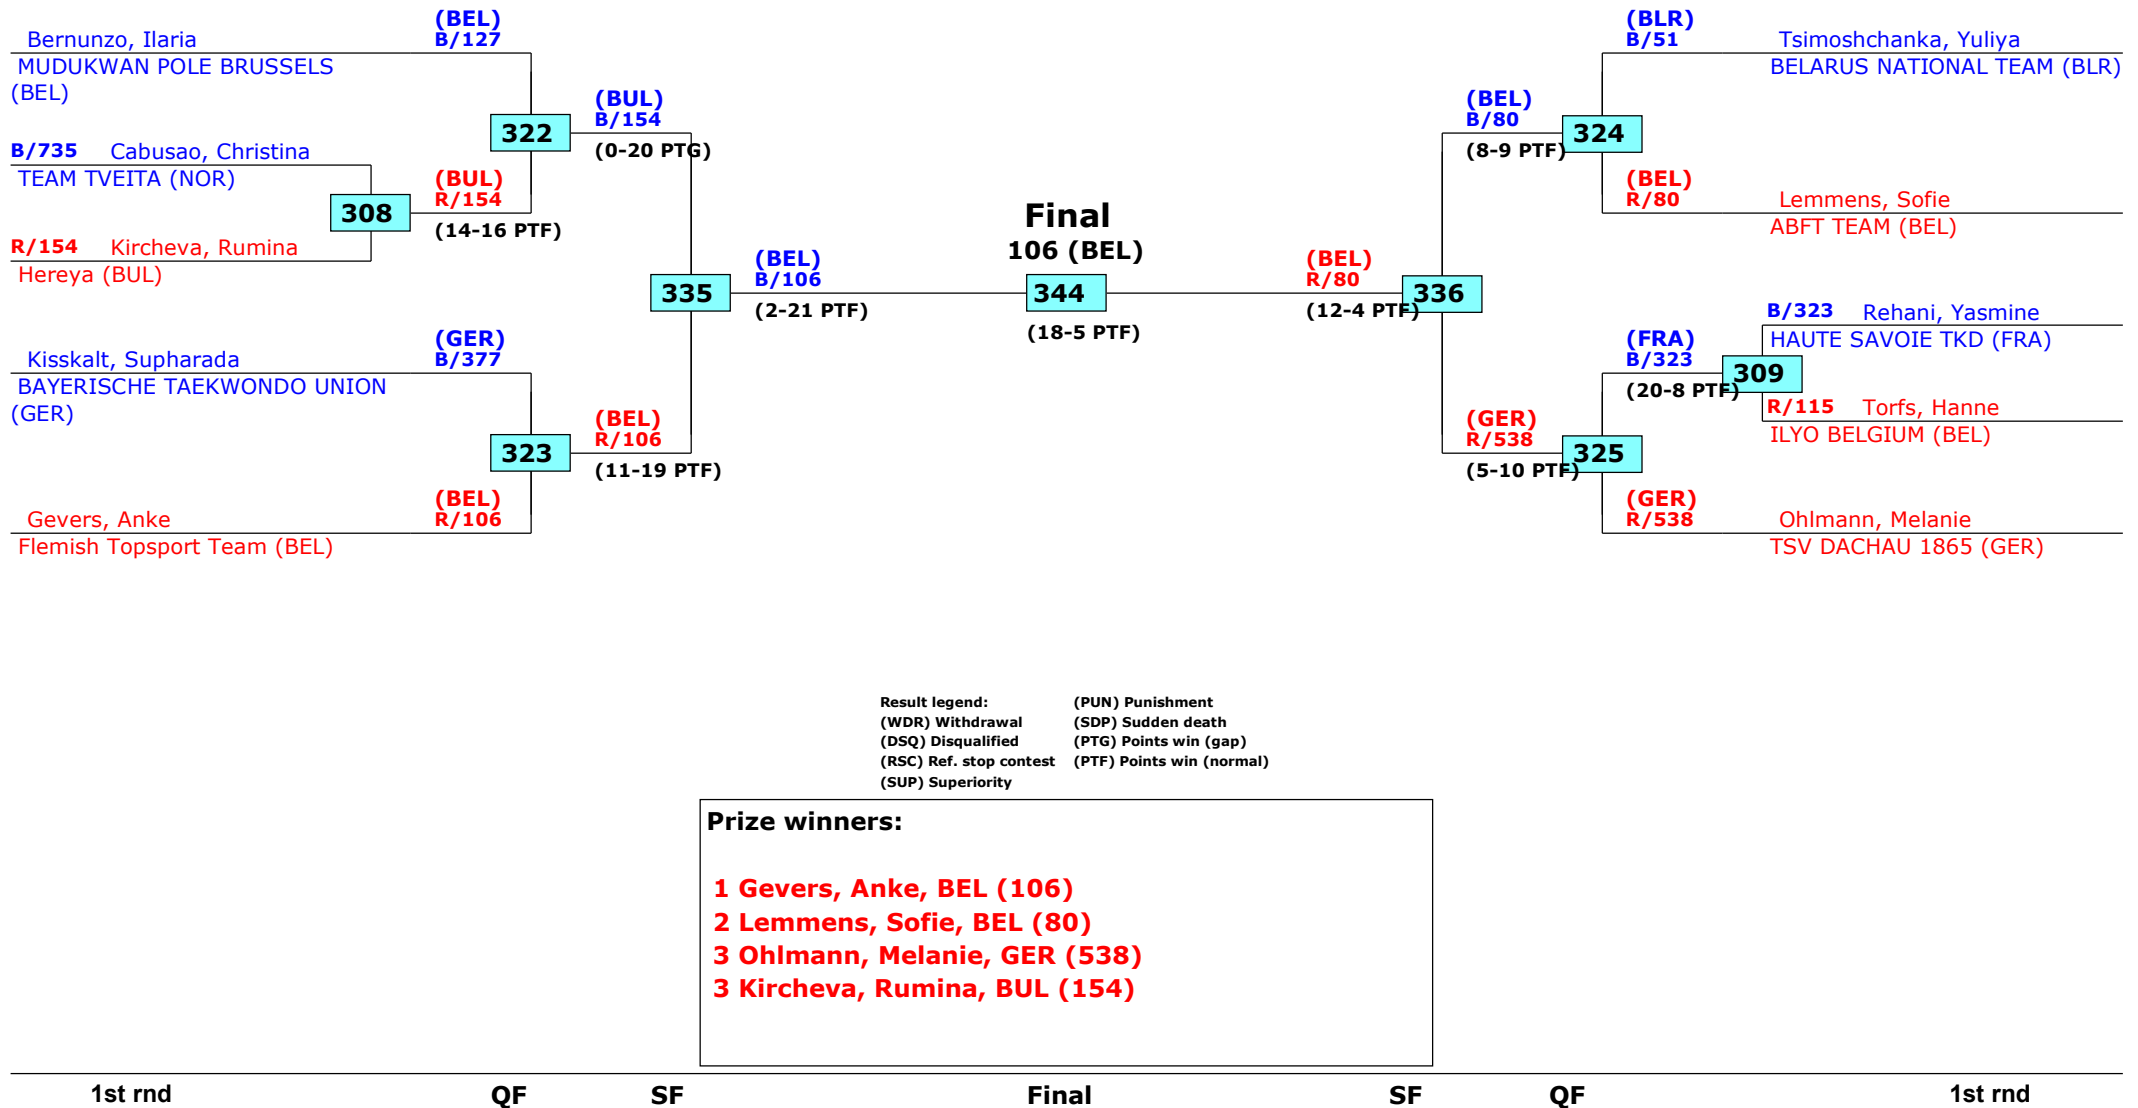 (BEL)
B/127
Bernunzo, Ilaria
MUDUKWAN POLE BRUSSELS
(BEL)
322
(BUL)
B/154
(0-20 PTG)
B/735 Cabusao, Christina
TEAM TVEITA (NOR)
308
(BUL)
R/154
(14-16 PTF)
R/154 Kircheva, Rumina
Hereya (BUL)
335
(BEL)
B/106
(2-21 PTF)
(GER)
B/377
Kisskalt, Supharada
BAYERISCHE TAEKWONDO UNION
(GER)
323
(BEL)
R/106
(11-19 PTF)
(BEL)
R/106
Gevers, Anke
Flemish Topsport Team (BEL)
Final
106 (BEL)
344
(18-5 PTF)
(BLR)
B/51
Tsimoshchanka, Yuliya
BELARUS NATIONAL TEAM (BLR)
(BEL)
B/80
(8-9 PTF)
324
(BEL)
R/80
Lemmens, Sofie
ABFT TEAM (BEL)
(BEL)
R/80
(12-4 PTF)
336
B/323 Rehani, Yasmine
HAUTE SAVOIE TKD (FRA)
(FRA)
B/323
(20-8 PTF)
309
R/115 Torfs, Hanne
ILYO BELGIUM (BEL)
(GER)
R/538
(5-10 PTF)
325
(GER)
R/538
Ohlmann, Melanie
TSV DACHAU 1865 (GER)
Result legend: (PUN) Punishment
(WDR) Withdrawal (SDP) Sudden death
(DSQ) Disqualified (PTG) Points win (gap)
(RSC) Ref. stop contest (PTF) Points win (normal)
(SUP) Superiority
Prize winners:
1 Gevers, Anke, BEL (106)
2 Lemmens, Sofie, BEL (80)
3 Ohlmann, Melanie, GER (538)
3 Kircheva, Rumina, BUL (154)
1st rnd QF SF Final SF QF 1st rnd